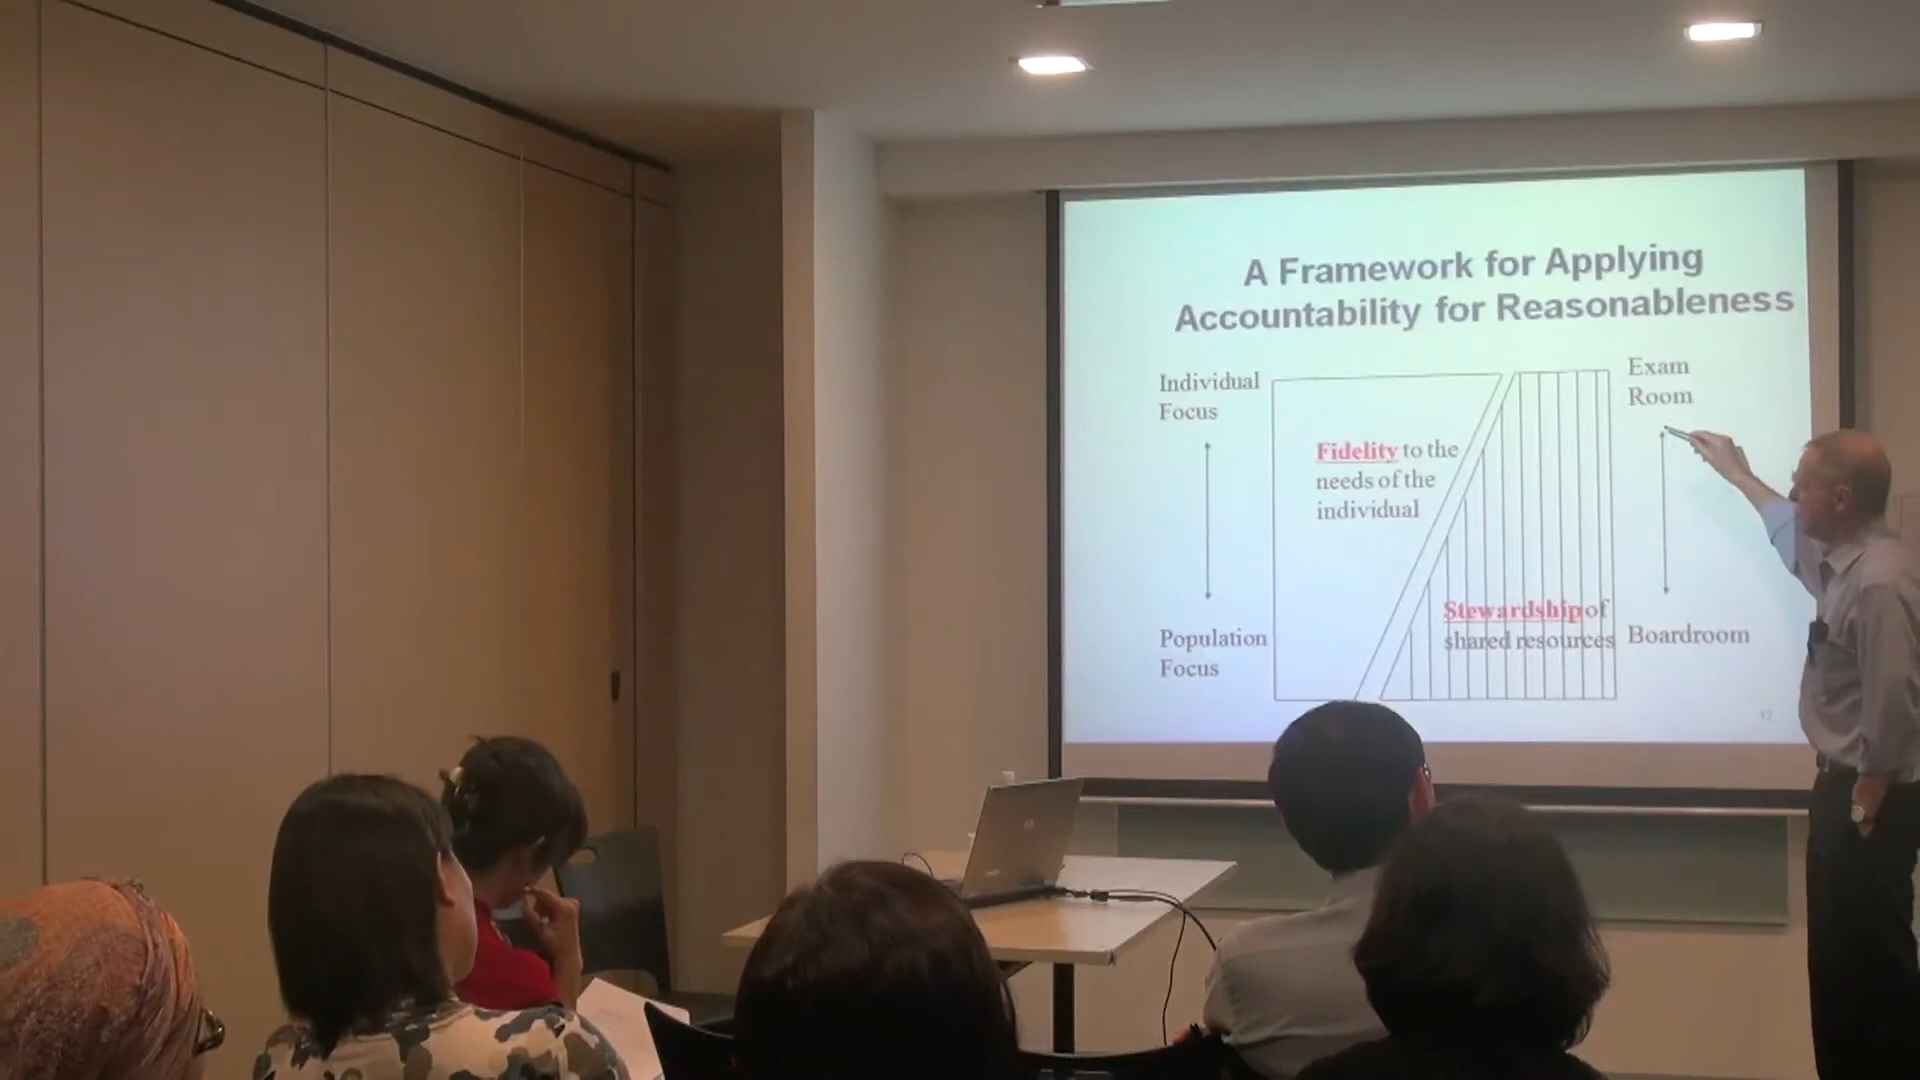 A Framework for Applying
Accountability for Reasonableness
Individual
Focus
Exam
Room
Fidelity to the
needs of the
individual
Stewardship of
shared resources
Population
Focus
Boardroom
12